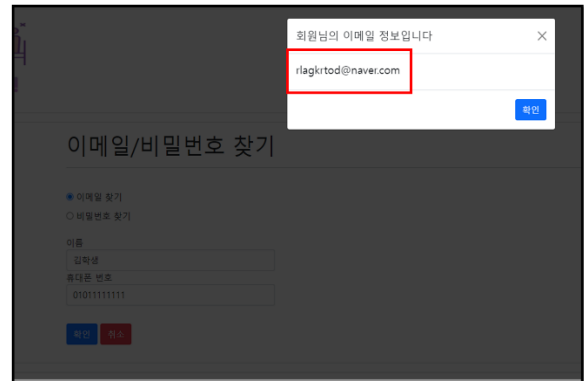 회원님의 이메일 정보입니다
rlagkrtod@naver.com
확인
이메일/비밀번호 찾기
이메일 찾기
비밀번호 찾기
이름
김학생
휴대폰 번호
01011111111
확인 취소